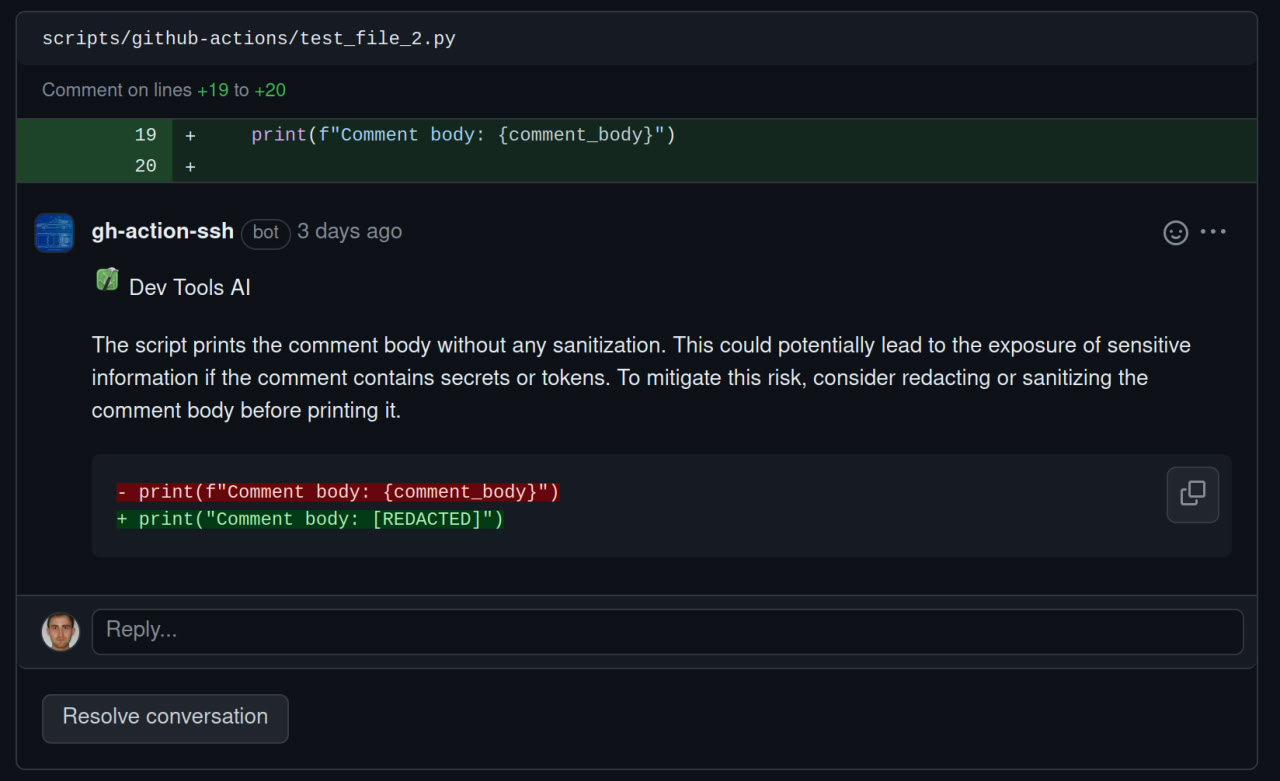 scripts/github-actions/test_file_2.py
Comment on lines +19 to +20
19 + print(f"Comment body: {comment_body}")
20 +
gh-action-ssh bot 3 days ago
Dev Tools AI
The script prints the comment body without any sanitization. This could potentially lead to the exposure of sensitive
information if the comment contains secrets or tokens. To mitigate this risk, consider redacting or sanitizing the
comment body before printing it.
- print(f"Comment body: {comment_body}")
+ print("Comment body: [REDACTED]")
Reply...
Resolve conversation